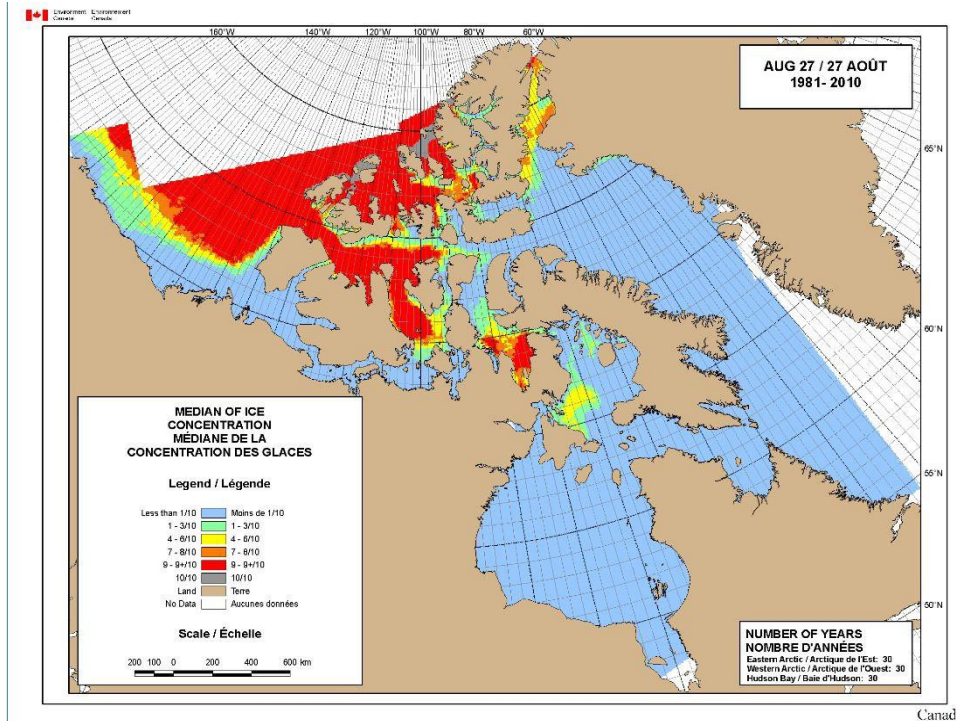 Environment Environnement
Canada Canada
160°W 140°W 120°W 100°W 80°W 60°W
AUG 27 / 27 AOÛT
1981- 2010
65°N
60°N
55°N
50°N
MEDIAN OF ICE
CONCENTRATION
MÉDIANE DE LA
CONCENTRATION DES GLACES
Legend / Légende
Less than 1/10 Moins de 1/10
1 - 3/10 1 - 3/10
4 - 6/10 4 - 6/10
7 - 8/10 7 - 8/10
9 - 9+/10 9 - 9+/10
10/10 10/10
Land Terre
No Data Aucunes données
Scale / Échelle
200 100 0 200 400 600 km
NUMBER OF YEARS
NOMBRE D'ANNÉES
Eastern Arctic / Arctique de l'Est: 30
Western Arctic / Arctique de l'Ouest: 30
Hudson Bay / Baie d'Hudson: 30
Canad